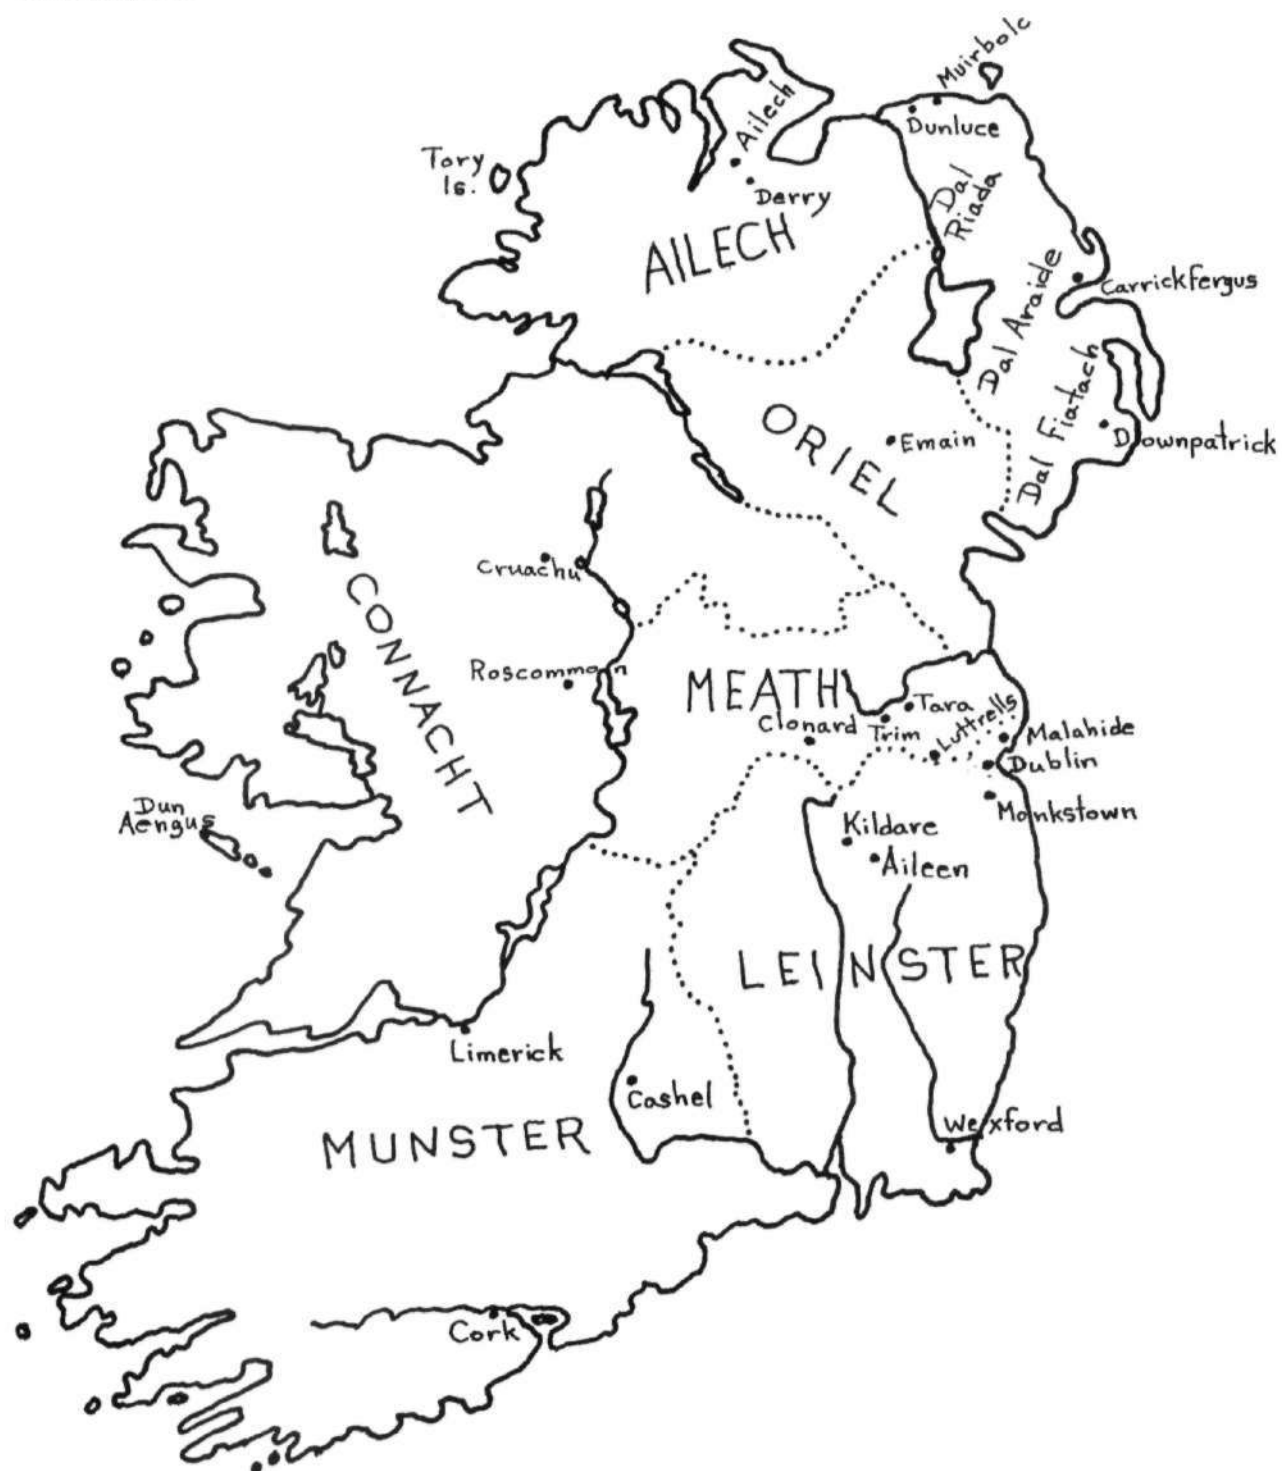 Muirbolc
Ailech
Dunluce
Tory
Is.
Derry
Dal
Riada
AILECH
Carrickfergus
Dal Araide
Dal Fiatach
ORIEL
Emain
Downpatrick
Cruachu
CONNACHT
Roscommon
MEATH
Tara
Luttrells
Clonard
Trim
Malahide
Dublin
Dun
Aengus
Monkstown
Kildare
Aileen
LEINSTER
Limerick
Cashel
MUNSTER
Wexford
Cork